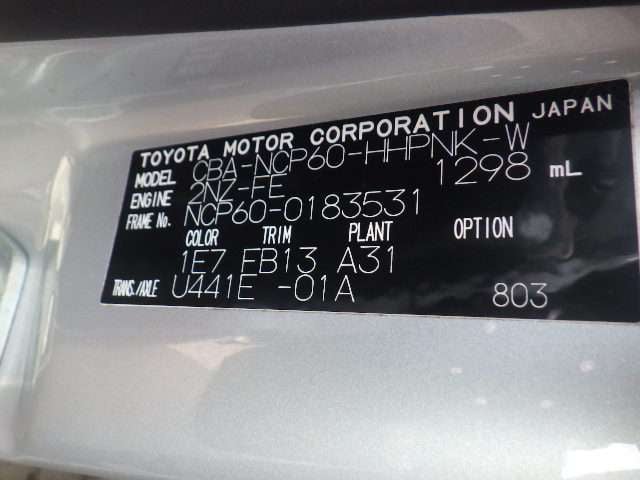 TOYOTA MOTOR CORPORATION JAPAN
MODEL CBA-NCP60-HHPNK-W
ENGINE 2NZ-FE 1298 mL
FRAME No. NCP60-0183531
COLOR TRIM PLANT OPTION
1E7 FB13 A31
TRANS./AXLE U441E -01A 803